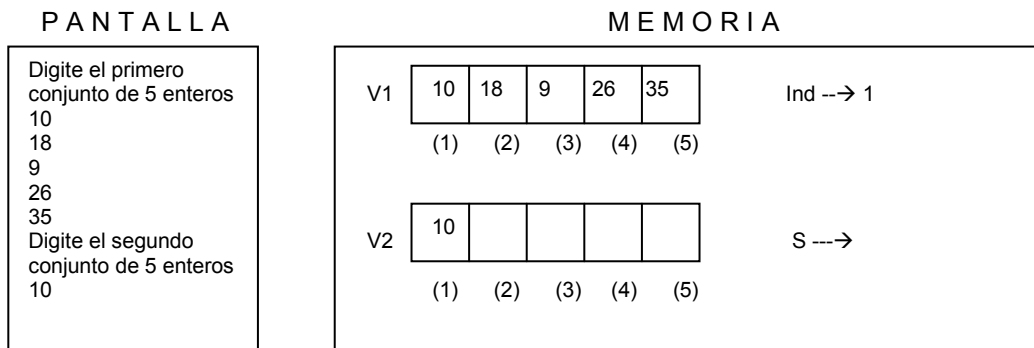 P A N T A L L A
Digite el primero
conjunto de 5 enteros
10
18
9
26
35
Digite el segundo
conjunto de 5 enteros
10
M E M O R I A
V1 10 18 9 26 35 Ind --→ 1
(1) (2) (3) (4) (5)
V2 10 S ---→
(1) (2) (3) (4) (5)